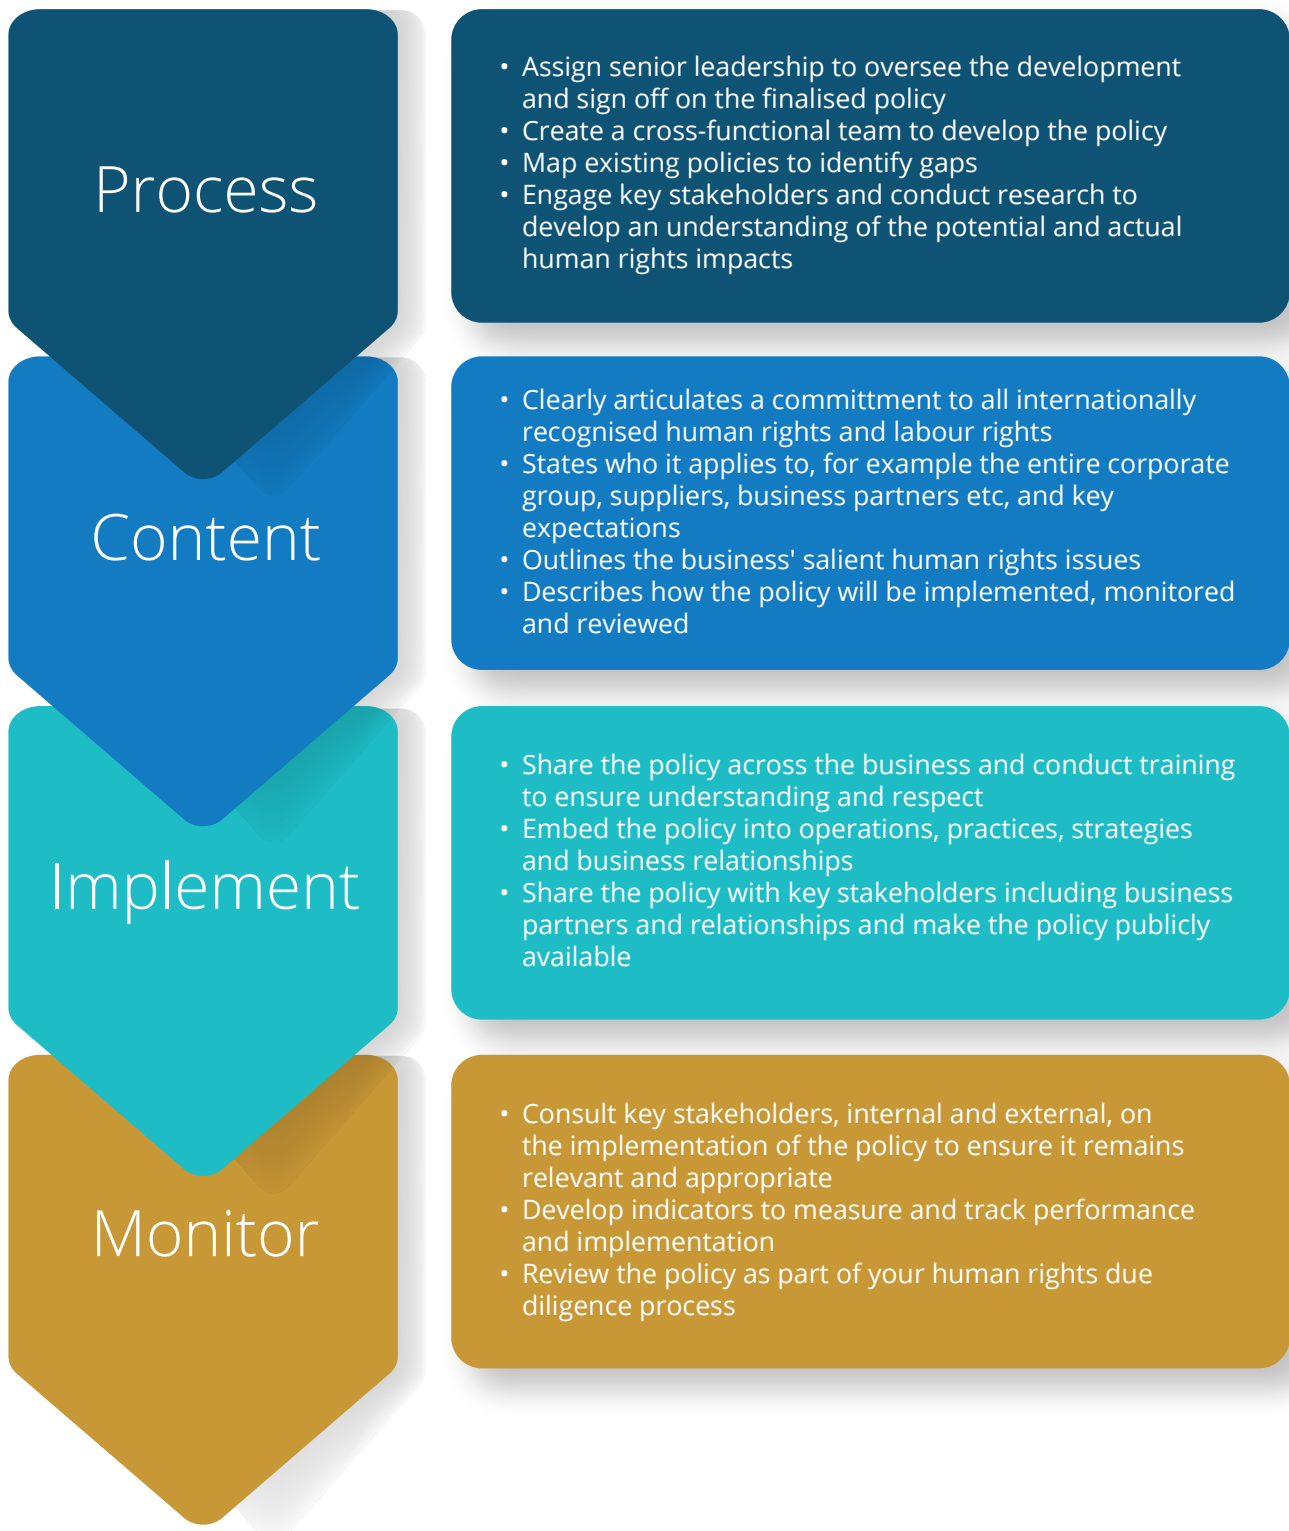 Process
• Assign senior leadership to oversee the development
and sign off on the finalised policy
• Create a cross-functional team to develop the policy
• Map existing policies to identify gaps
• Engage key stakeholders and conduct research to
develop an understanding of the potential and actual
human rights impacts
Content
• Clearly articulates a committment to all internationally
recognised human rights and labour rights
• States who it applies to, for example the entire corporate
group, suppliers, business partners etc, and key
expectations
• Outlines the business' salient human rights issues
• Describes how the policy will be implemented, monitored
and reviewed
Implement
• Share the policy across the business and conduct training
to ensure understanding and respect
• Embed the policy into operations, practices, strategies
and business relationships
• Share the policy with key stakeholders including business
partners and relationships and make the policy publicly
available
Monitor
• Consult key stakeholders, internal and external, on
the implementation of the policy to ensure it remains
relevant and appropriate
• Develop indicators to measure and track performance
and implementation
• Review the policy as part of your human rights due
diligence process